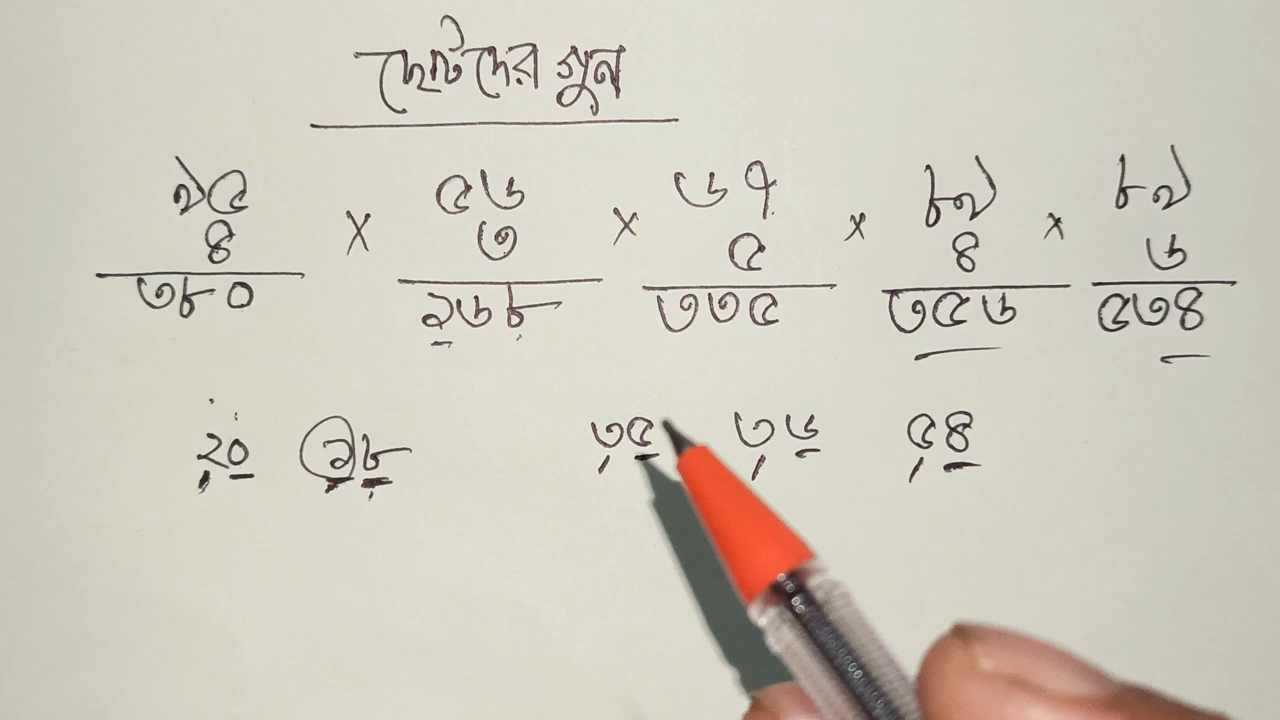 ছোটদের গুন
৯৫ ৫৬ ৬৭ ৮৯ ৮৯
৪ × ৩ × ৫ × ৪ × ৬
৩৮০ ১৬৮ ৩৩৫ ৩৫৬ ৫৩৪
২০ ১৮ ৩৫ ৩৬ ৫৪